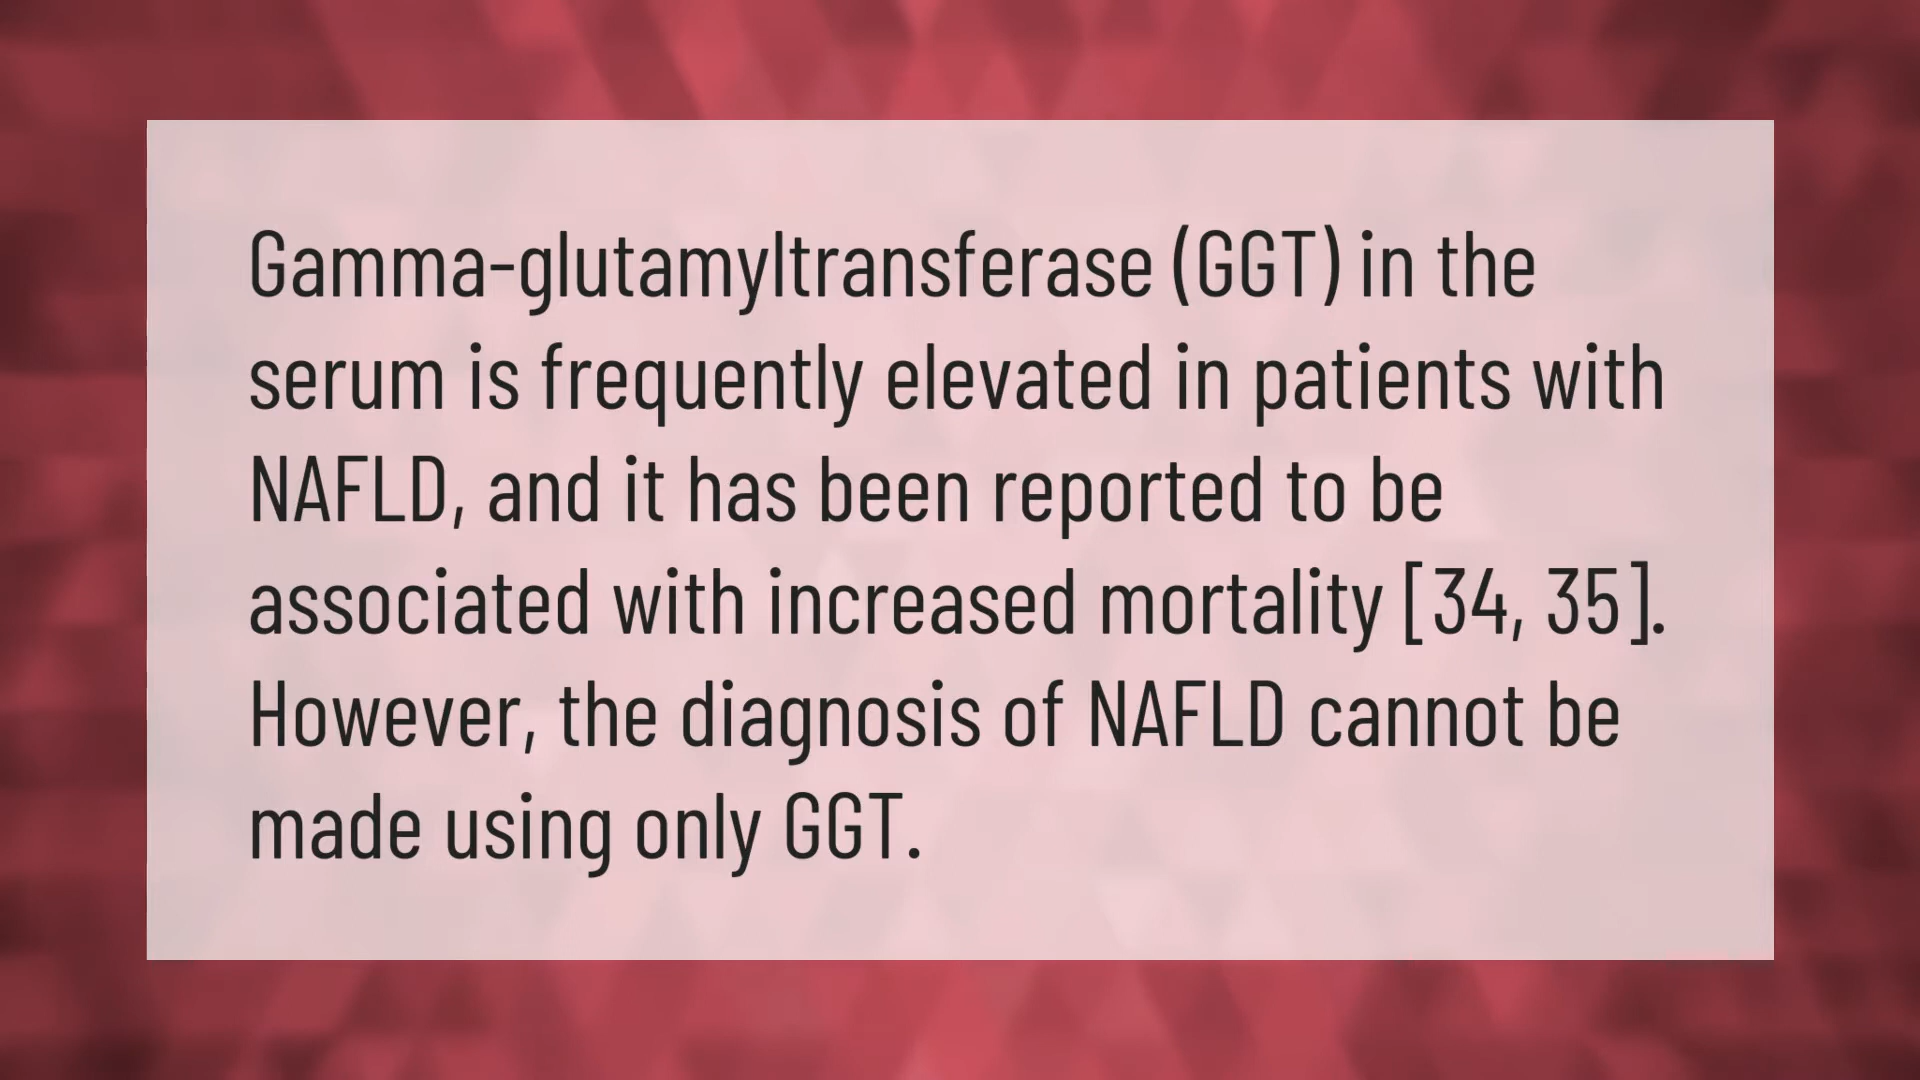 Gamma-glutamyltransferase (GGT) in the
serum is frequently elevated in patients with
NAFLD, and it has been reported to be
associated with increased mortality [34, 35].
However, the diagnosis of NAFLD cannot be
made using only GGT.